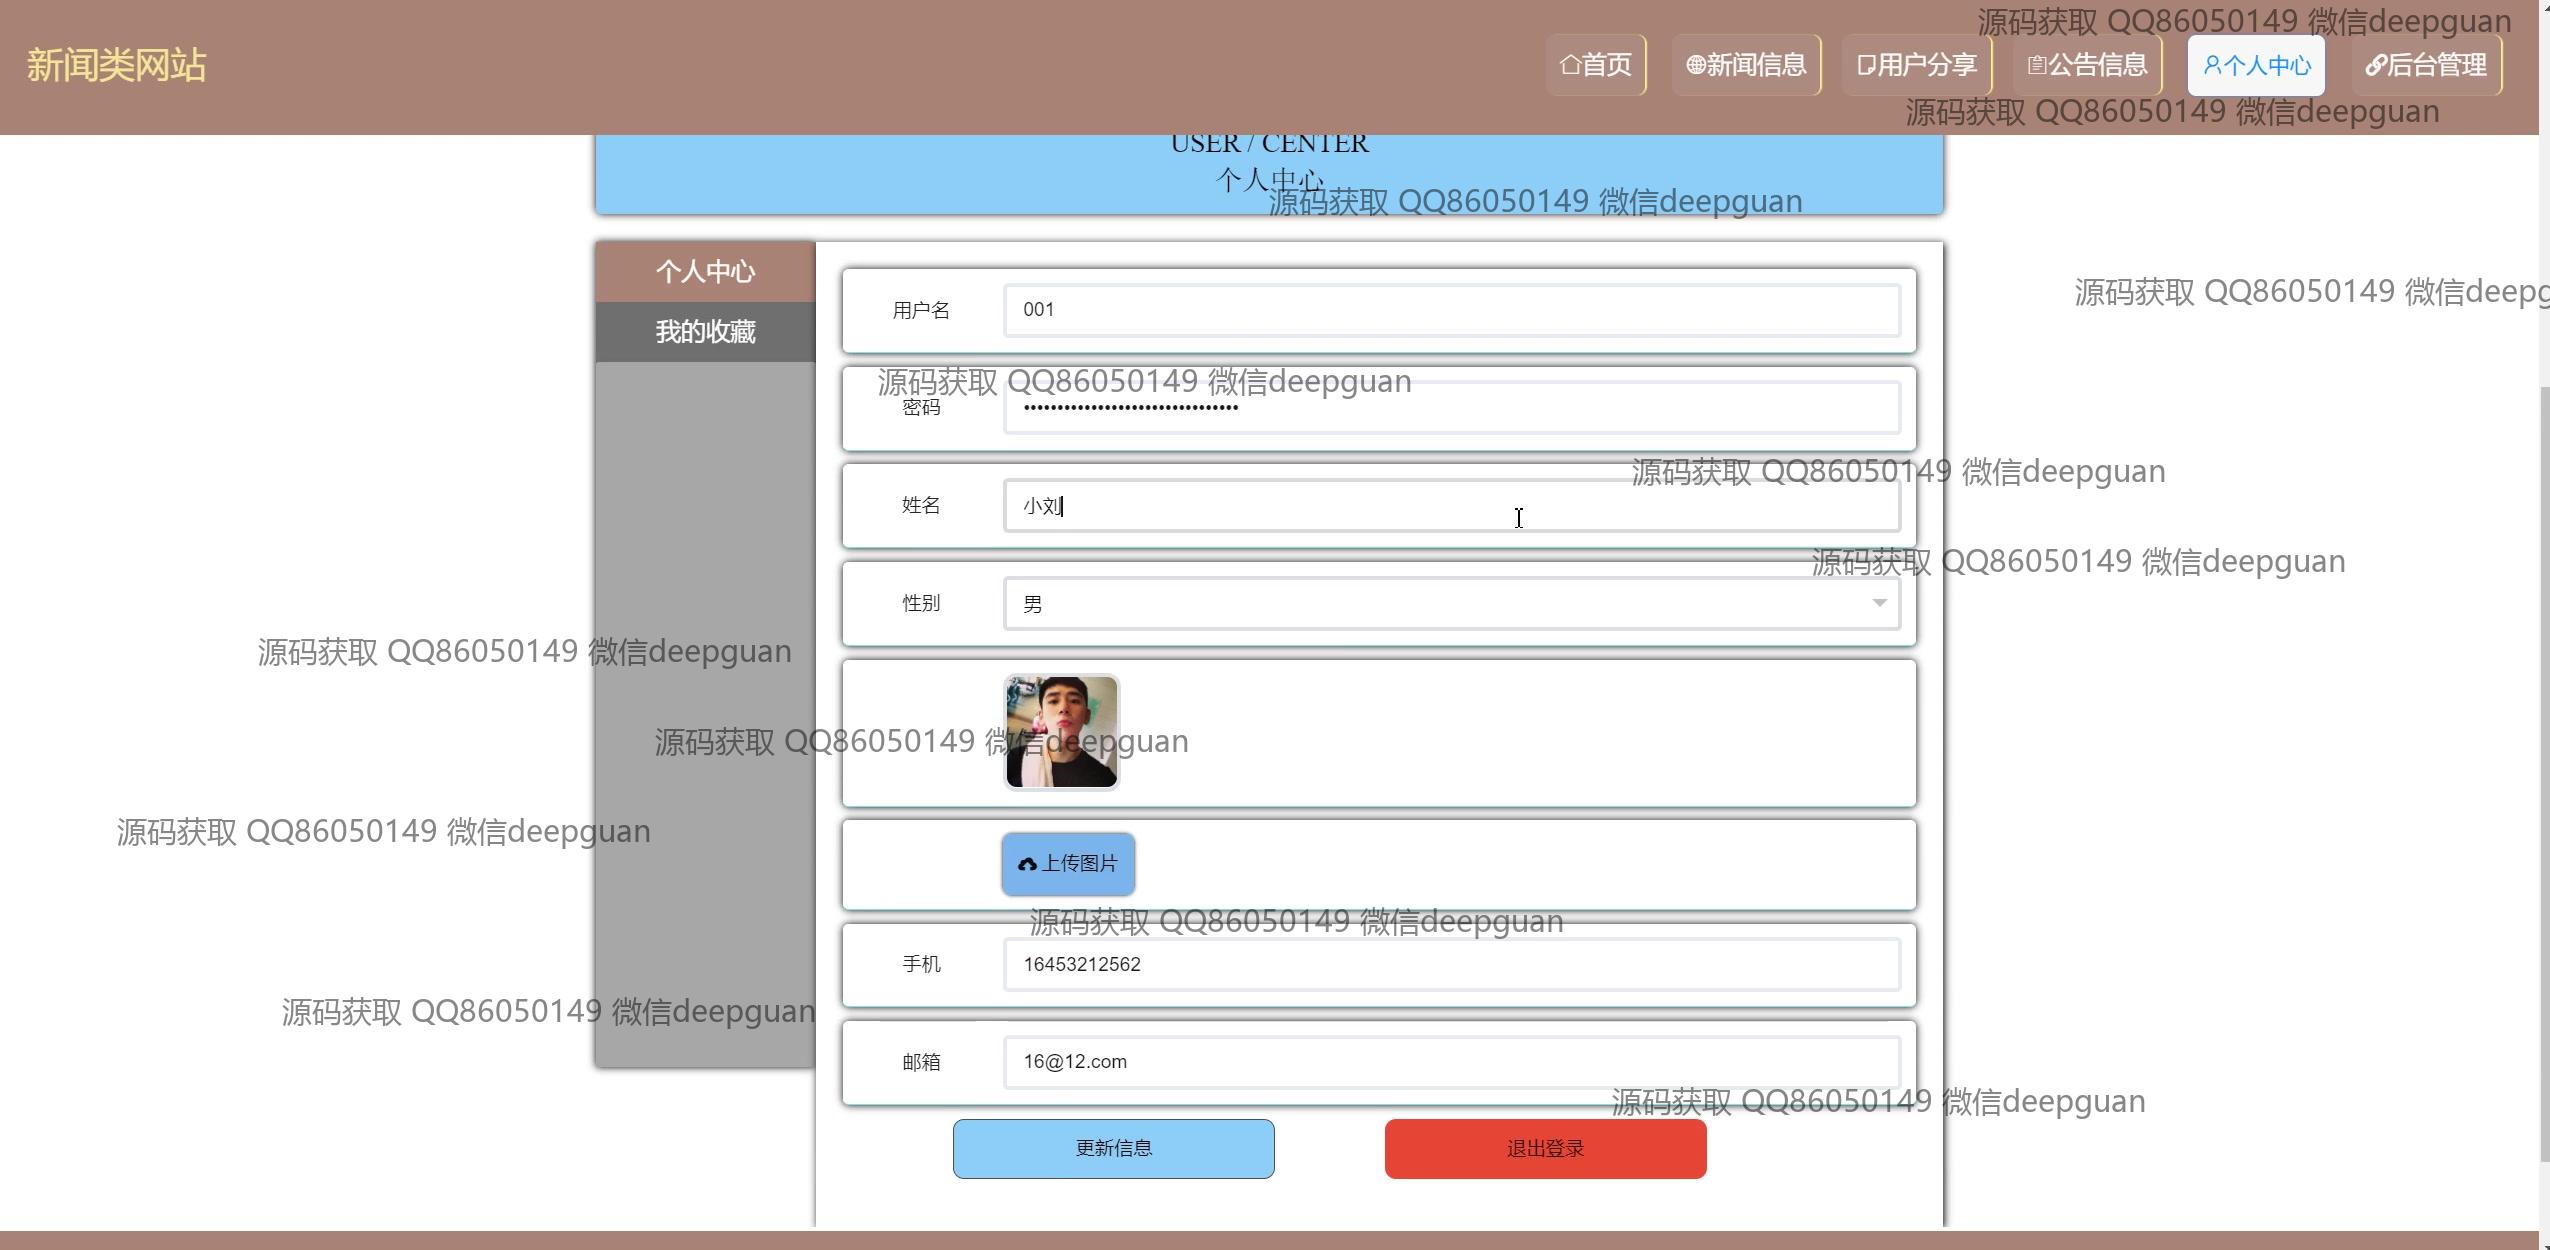 源码获取 QQ86050149 微信deepguan
新闻类网站
首页
新闻信息
用户分享
公告信息
个人中心
后台管理
源码获取 QQ86050149 微信deepguan
USER / CENTER
个人中心
源码获取 QQ86050149 微信deepguan
个人中心
我的收藏
源码获取 QQ86050149 微信deepg
用户名
001
源码获取 QQ86050149 微信deepguan
密码
••••••••••••••••••••••••••••••••
源码获取 QQ86050149 微信deepguan
姓名
小刘
源码获取 QQ86050149 微信deepguan
性别
男
源码获取 QQ86050149 微信deepguan
源码获取 QQ86050149 微信deepguan
源码获取 QQ86050149 微信deepguan
上传图片
源码获取 QQ86050149 微信deepguan
手机
16453212562
源码获取 QQ86050149 微信deepguan
邮箱
16@12.com
源码获取 QQ86050149 微信deepguan
更新信息
退出登录